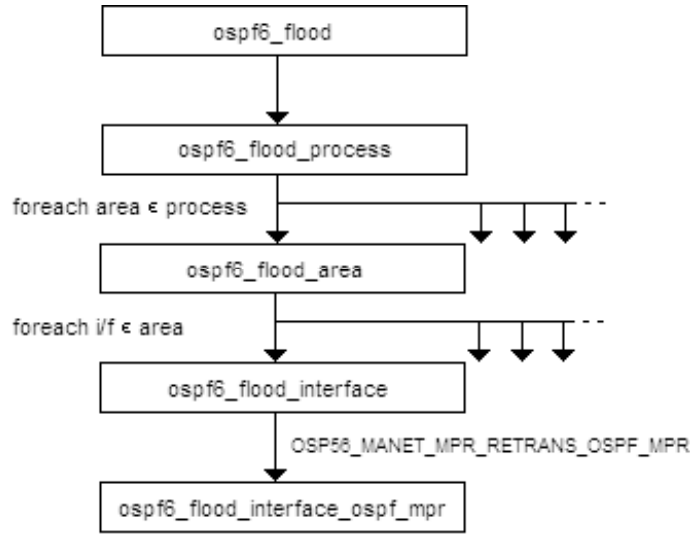 ospf6_flood
ospf6_flood_process
foreach area ϵ process
ospf6_flood_area
foreach i/f ϵ area
ospf6_flood_interface
OSP56_MANET_MPR_RETRANS_OSPF_MPR
ospf6_flood_interface_ospf_mpr